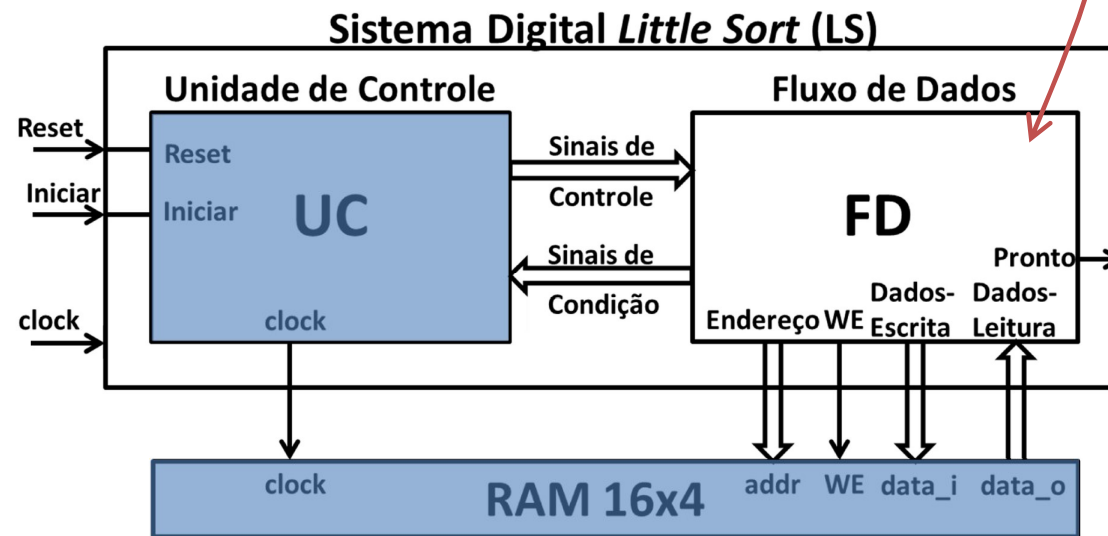 Sistema Digital Little Sort (LS)
Unidade de Controle
Fluxo de Dados
Reset
Reset
Iniciar
Iniciar
UC
clock
clock
Sinais de
Controle
Sinais de
Condição
FD
Pronto
Endereço WE
Dados-
Escrita
Dados-
Leitura
clock
RAM 16x4
addr WE data_i data_o